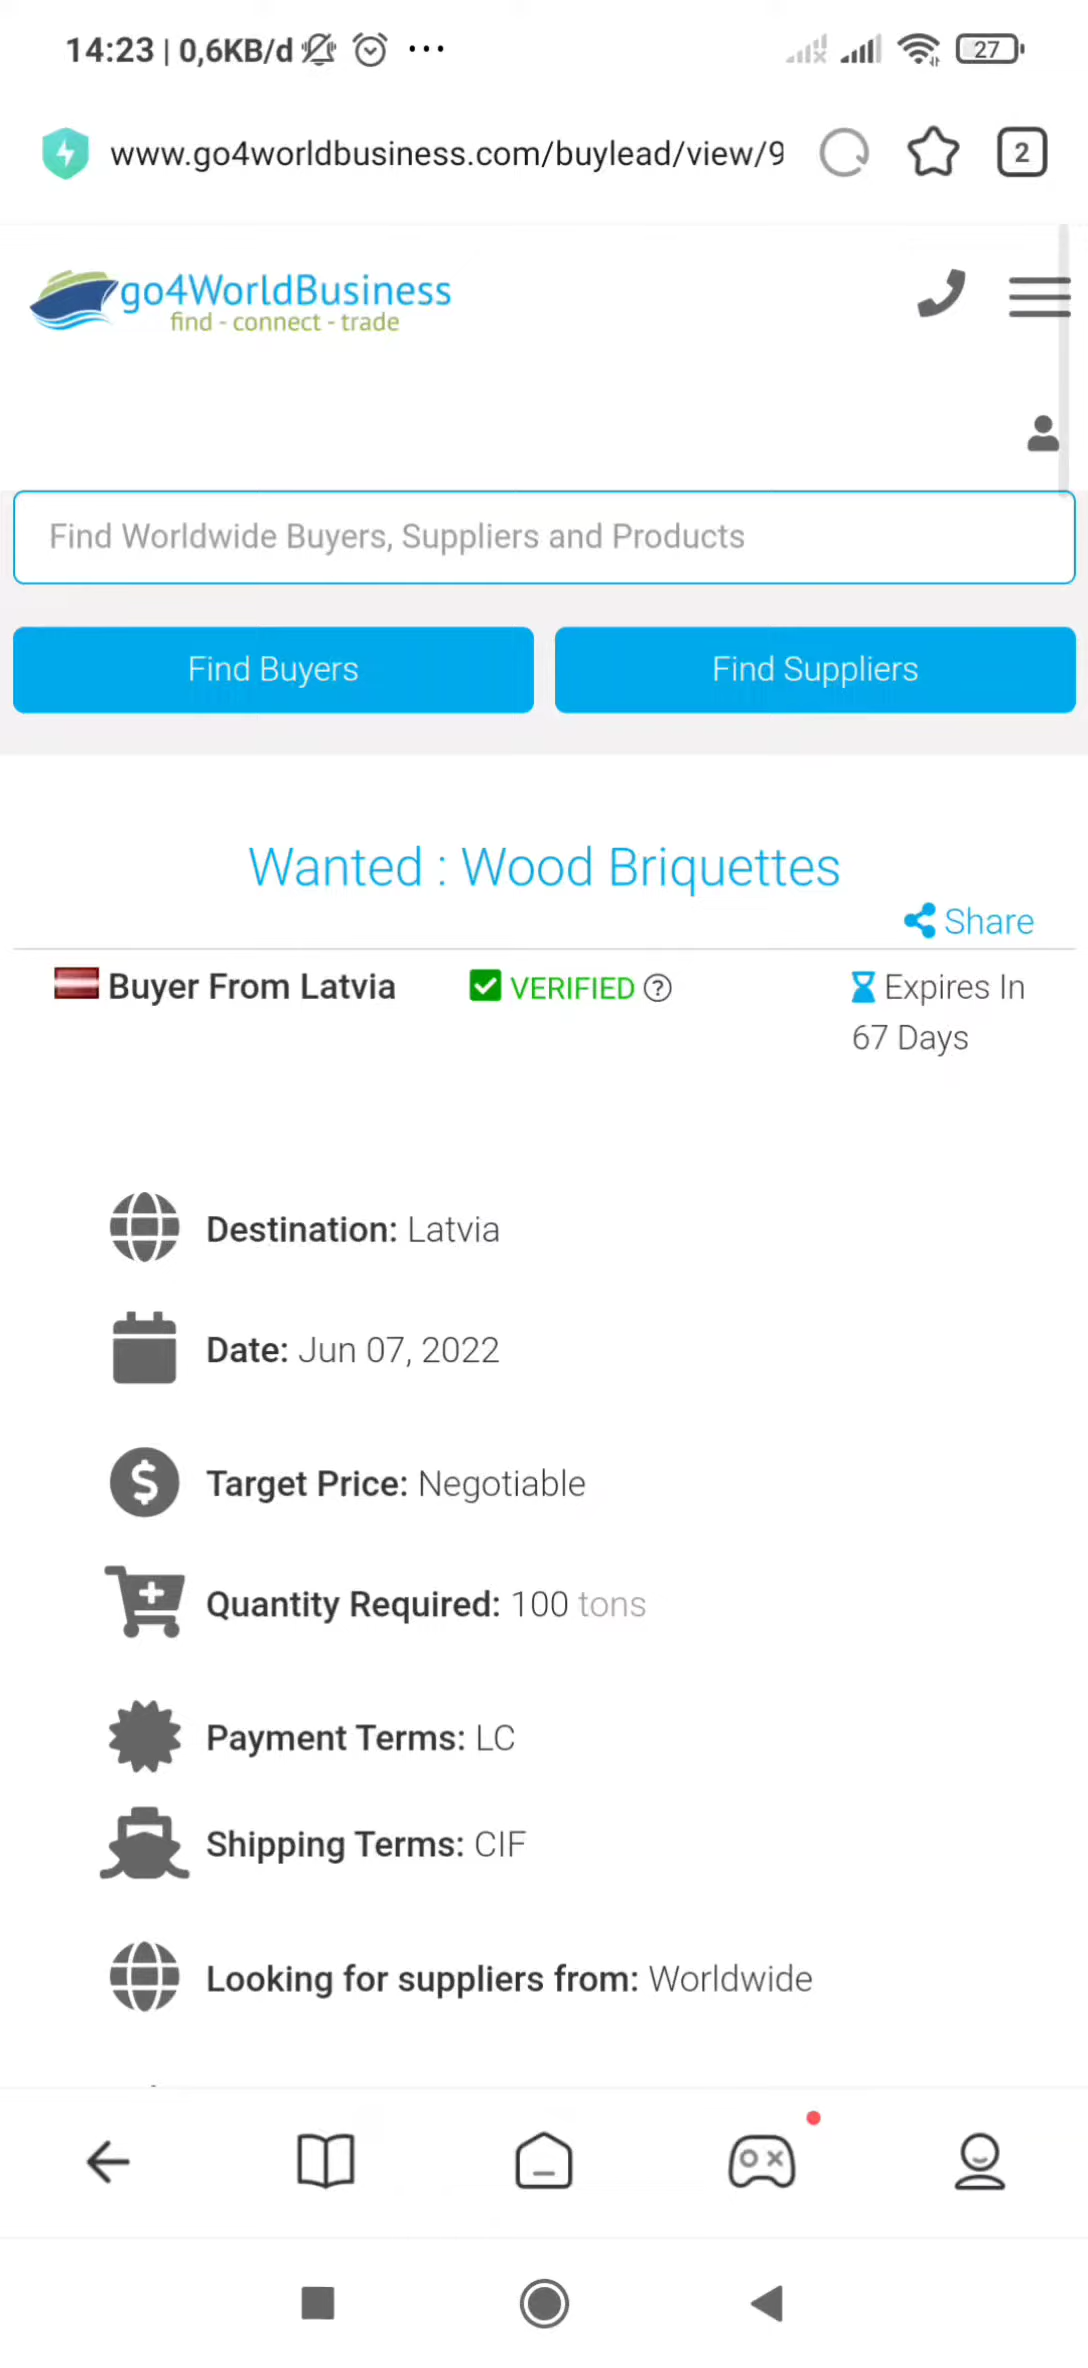 14:23 | 0,6KB/d ...
27
www.go4worldbusiness.com/buylead/view/9
2
go4WorldBusiness
find - connect - trade
Find Worldwide Buyers, Suppliers and Products
Find Buyers
Find Suppliers
Wanted : Wood Briquettes
Share
Buyer From Latvia
VERIFIED ?
Expires In
67 Days
Destination: Latvia
Date: Jun 07, 2022
Target Price: Negotiable
Quantity Required: 100 tons
Payment Terms: LC
Shipping Terms: CIF
Looking for suppliers from: Worldwide